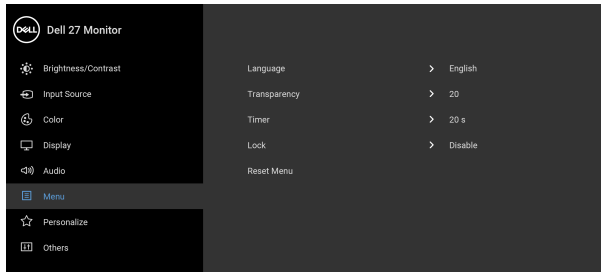 DELL Dell 27 Monitor
Brightness/Contrast
Input Source
Color
Display
Audio
Menu
Personalize
Others
Language > English
Transparency > 20
Timer > 20 s
Lock > Disable
Reset Menu